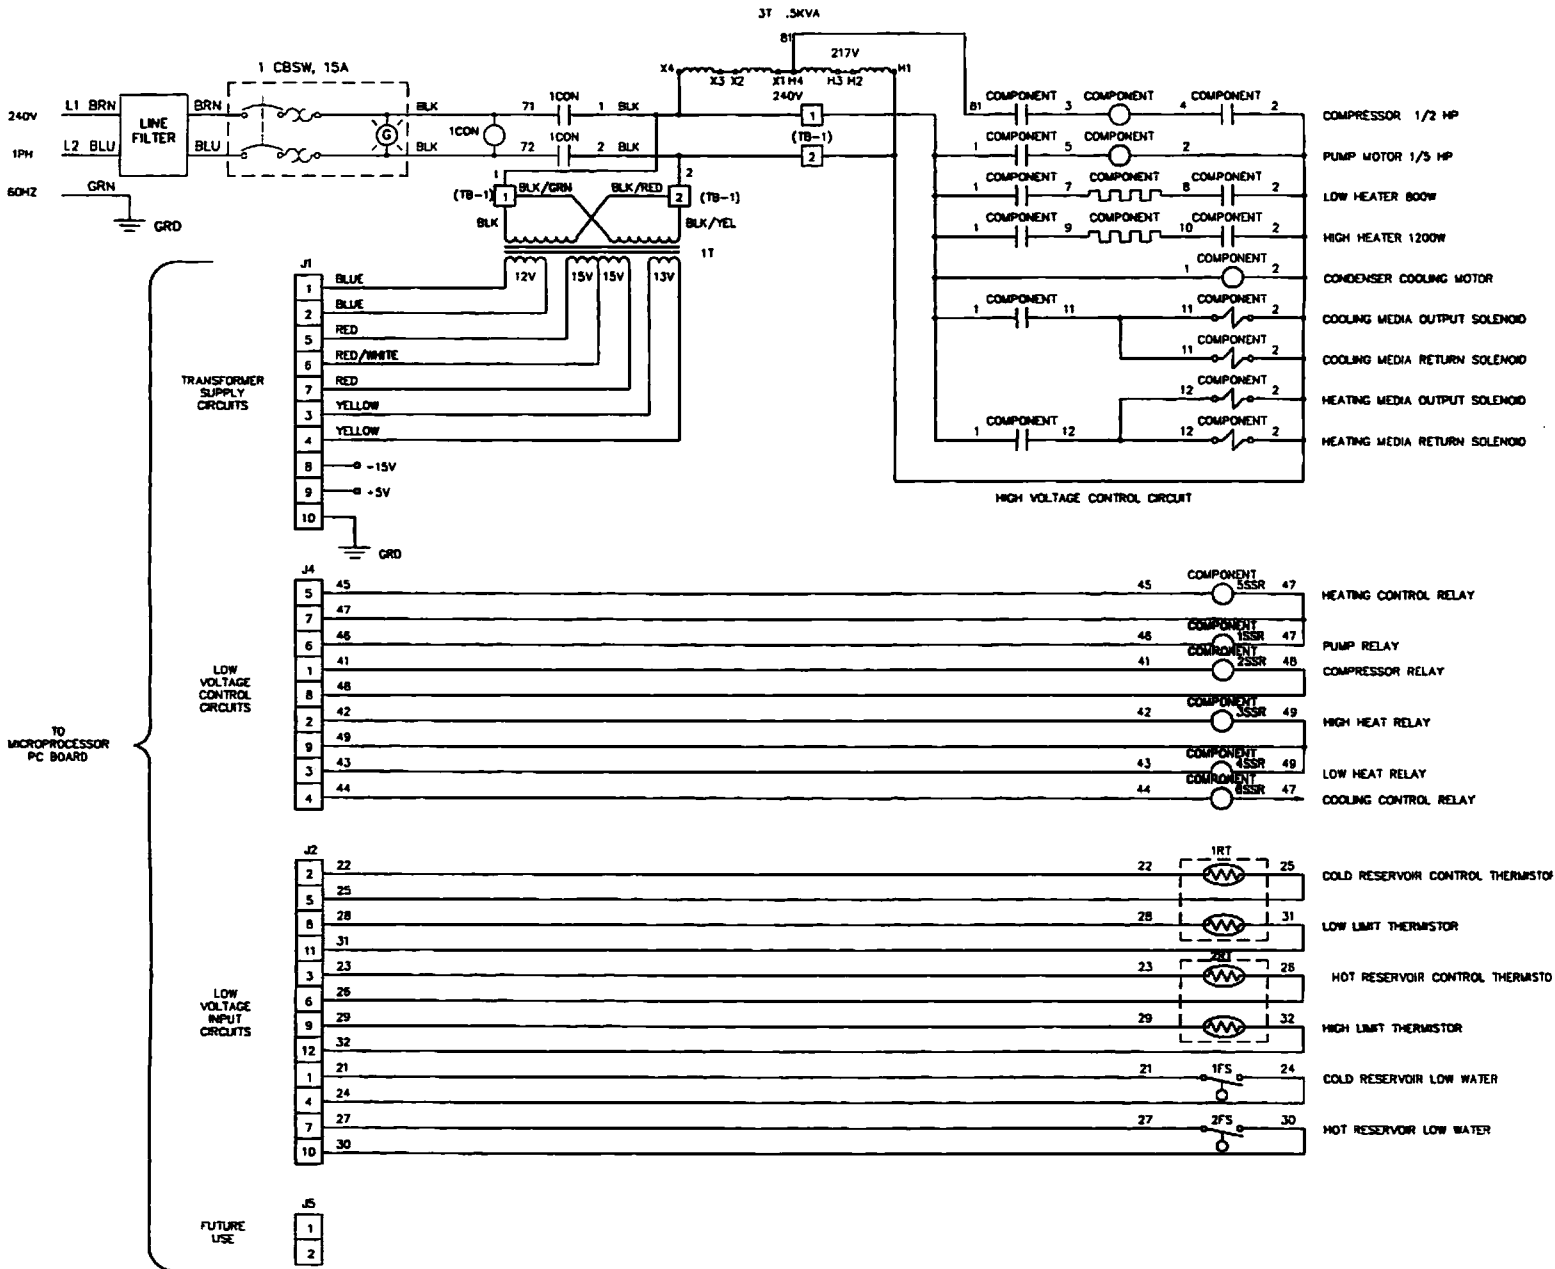 3T .5KVA
81
217V
1 CBSW, 15A
X4 X3 X2 X1 H4 H3 H2 H1
240V
240V L1 BRN BRN BLK 71 1CON 1 BLK 1
LINE FILTER
G
1CON
(TB-1)
1PH L2 BLU BLU BLK 72 1CON 2 BLK 2
60HZ GRN
GRD
1 2
(TB-1) 1 BLK/GRN BLK/RED 2 (TB-1)
BLK BLK/YEL
1T
12V 15V 15V 13V
81 COMPONENT 3 COMPONENT 4 COMPONENT 2 COMPRESSOR 1/2 HP
1 COMPONENT 5 COMPONENT 2 PUMP MOTOR 1/5 HP
1 COMPONENT 7 8 COMPONENT 2 LOW HEATER 800W
1 COMPONENT 9 10 COMPONENT 2 HIGH HEATER 1200W
1 COMPONENT 2 CONDENSER COOLING MOTOR
1 COMPONENT 11 11 COMPONENT 2 COOLING MEDIA OUTPUT SOLENOID
11 COMPONENT 2 COOLING MEDIA RETURN SOLENOID
12 COMPONENT 2 HEATING MEDIA OUTPUT SOLENOID
1 COMPONENT 12 12 COMPONENT 2 HEATING MEDIA RETURN SOLENOID
HIGH VOLTAGE CONTROL CIRCUIT
TO
MICROPROCESSOR
PC BOARD
TRANSFORMER
SUPPLY
CIRCUITS
J1
1 BLUE
2 BLUE
5 RED
6 RED/WHITE
7 RED
3 YELLOW
4 YELLOW
8 -15V
9 +5V
10
GRD
LOW
VOLTAGE
CONTROL
CIRCUITS
J4
5 45 45 COMPONENT 5SSR 47 HEATING CONTROL RELAY
7 47
6 46 46 COMPONENT 1SSR 47 PUMP RELAY
1 41 41 COMPONENT 2SSR 48 COMPRESSOR RELAY
8 48
2 42 42 COMPONENT 3SSR 49 HIGH HEAT RELAY
9 49
3 43 43 COMPONENT 4SSR 49 LOW HEAT RELAY
4 44 44 COMPONENT 6SSR 47 COOLING CONTROL RELAY
LOW
VOLTAGE
INPUT
CIRCUITS
J2
1RT
2 22 22 25 COLD RESERVOIR CONTROL THERMISTOR
5 25
8 28 28 31 LOW LIMIT THERMISTOR
11 31
2RT
3 23 23 26 HOT RESERVOIR CONTROL THERMISTO
6 26
9 29 29 32 HIGH LIMIT THERMISTOR
12 32
1 21 21 1FS 24 COLD RESERVOIR LOW WATER
4 24
7 27 27 2FS 30 HOT RESERVOIR LOW WATER
10 30
FUTURE
USE
J5
1
2